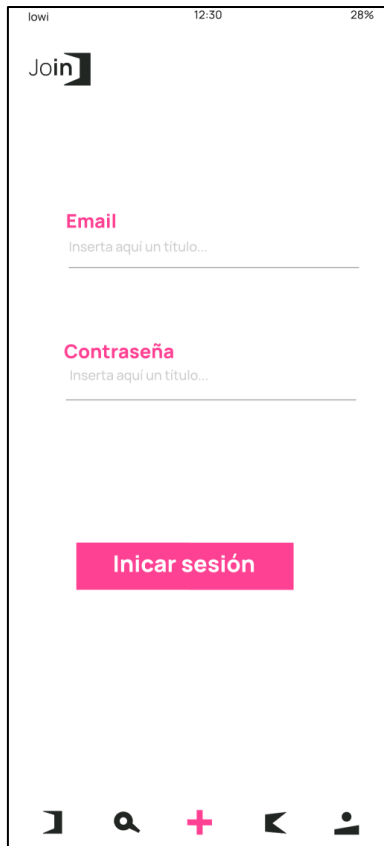 lowi 12:30 28%
Join
Email
Inserta aquí un título...
Contraseña
Inserta aquí un título...
Inicar sesión